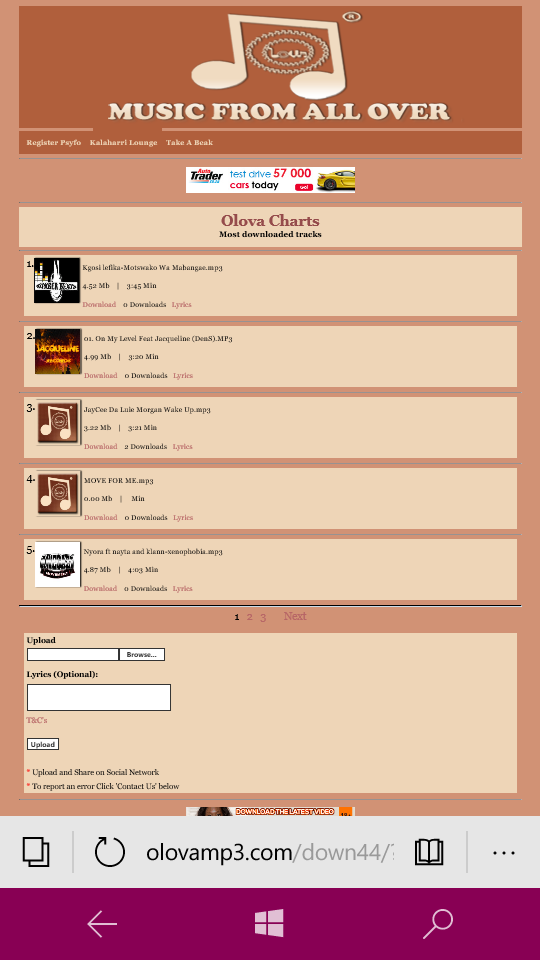 R
Lova
MUSIC FROM ALL OVER
Register Psyfo Kalaharri Lounge Take A Beak
Auto Trader test drive 57 000 cars today Go!
Olova Charts
Most downloaded tracks
1.
Kgosi leflka-Motswako Wa Mabangae.mp3
4.52 Mb | 3:45 Min
Download 0 Downloads Lyrics
2.
JACQUELINE
RECORDS
01. On My Level Feat Jacqueline (DenS).MP3
4.99 Mb | 3:20 Min
Download 0 Downloads Lyrics
3.
JayCee Da Luie Morgan Wake Up.mp3
3.22 Mb | 3:21 Min
Download 2 Downloads Lyrics
4.
MOVE FOR ME.mp3
0.00 Mb | Min
Download 0 Downloads Lyrics
5.
Nyora ft nayta and klann-xenophobia.mp3
4.87 Mb | 4:03 Min
Download 0 Downloads Lyrics
1 2 3 Next
Upload
Browse...
Lyrics (Optional):
T&C's
Upload
* Upload and Share on Social Network
* To report an error Click 'Contact Us' below
DOWNLOAD THE LATEST VIDEO
olovamp3.com/down44/?